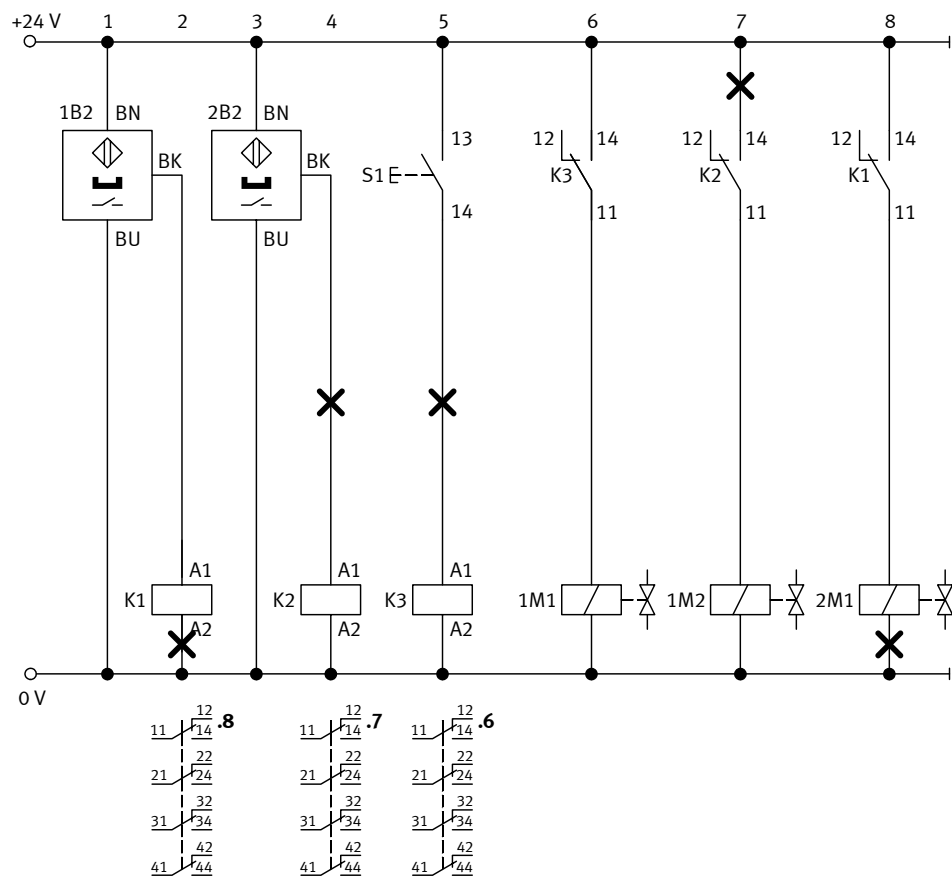 +24 V 1 2 3 4 5 6 7 8
1B2 BN 2B2 BN
13 12 14 12 14 12 14
BK BK S1 K3 K2 K1
14 11 11 11
BU BU
A1 A1 A1
K1 K2 K3 1M1 1M2 2M1
A2 A2 A2
0 V
12 12 12
11 14 .8 11 14 .7 11 14 .6
22 22 22
21 24 21 24 21 24
32 32 32
31 34 31 34 31 34
42 42 42
41 44 41 44 41 44